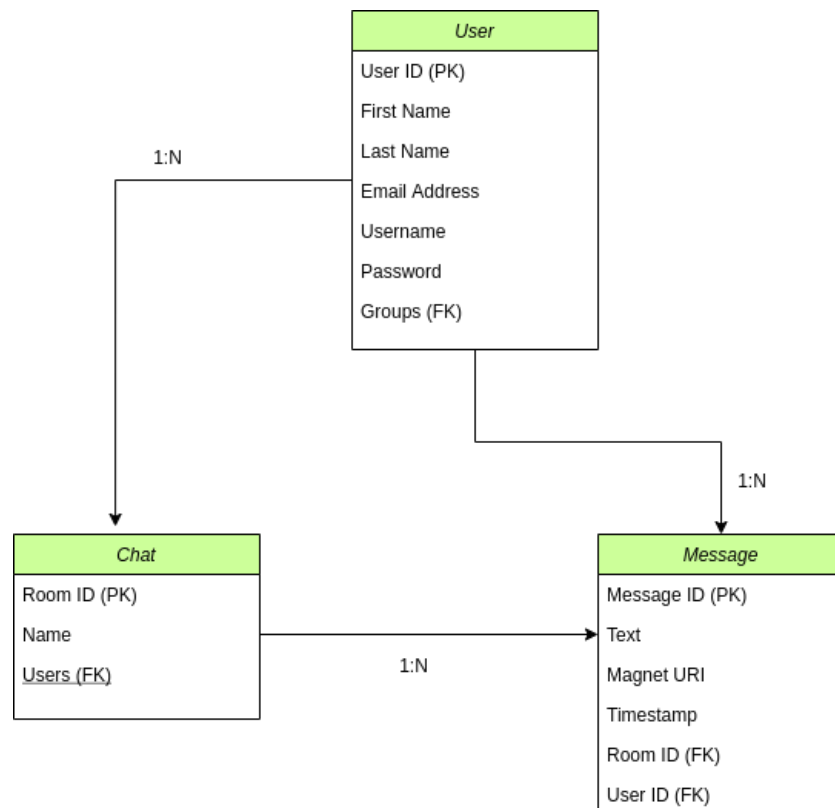 User
User ID (PK)
First Name
Last Name
Email Address
Username
Password
Groups (FK)
1:N
1:N
Chat
Room ID (PK)
Name
Users (FK)
1:N
Message
Message ID (PK)
Text
Magnet URI
Timestamp
Room ID (FK)
User ID (FK)